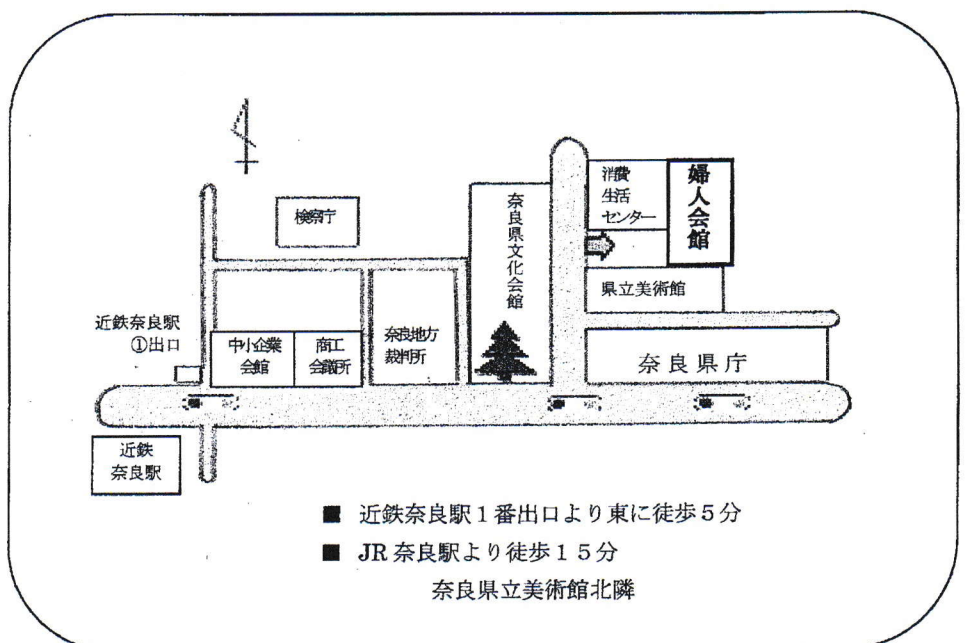 検察庁
奈良県文化会館
消費
生活
センター
婦人会館
県立美術館
近鉄奈良駅
①出口
中小企業
会館
商工
会議所
奈良地方
裁判所
奈良県庁
近鉄
奈良駅
■ 近鉄奈良駅1番出口より東に徒歩5分
■ JR奈良駅より徒歩15分
奈良県立美術館北隣